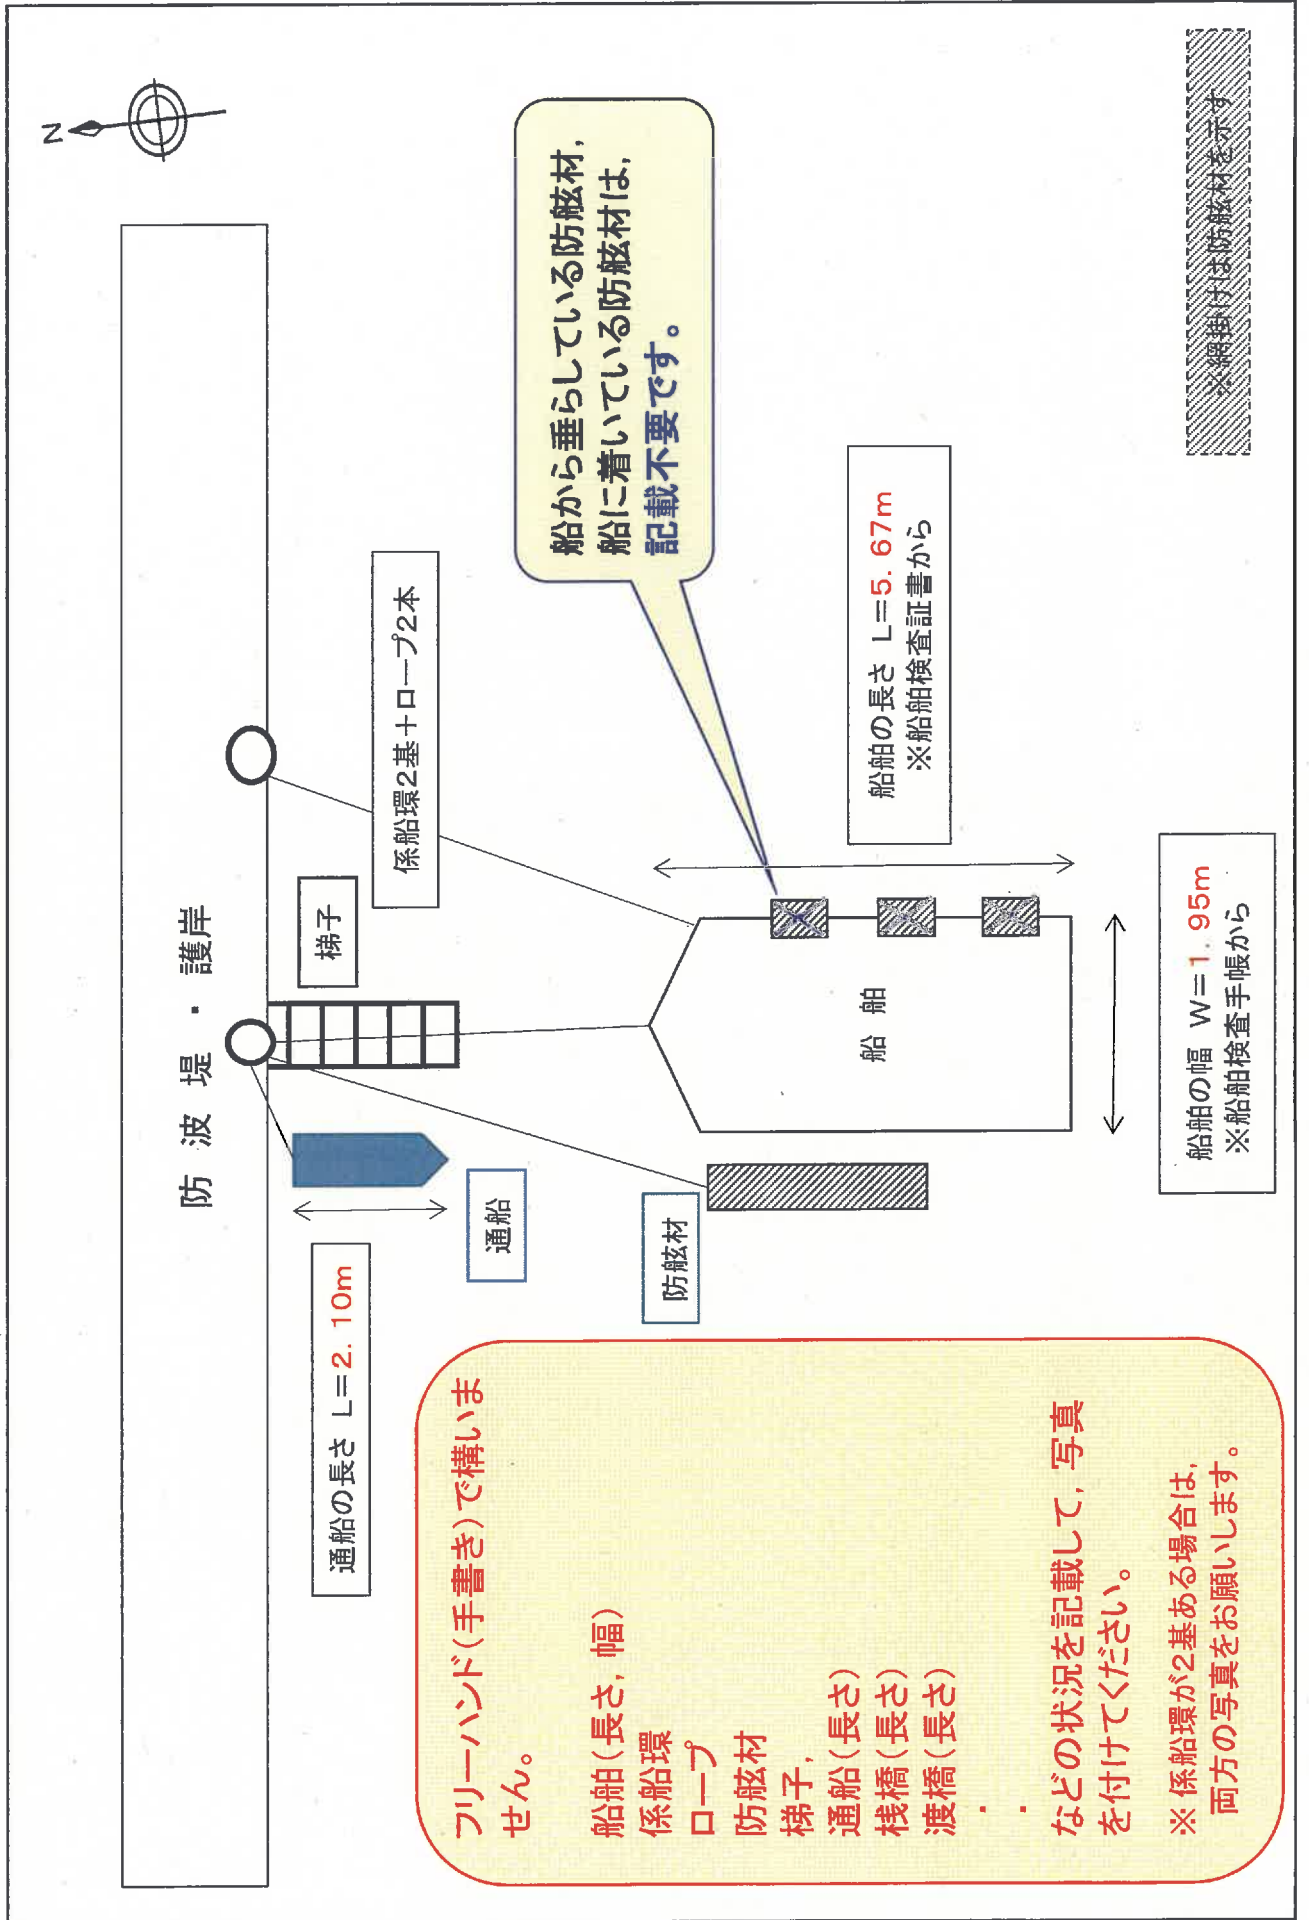 N
防波堤・護岸
梯子
係船環2基＋ロープ2本
船から垂らしている防舷材，
船に着いている防舷材は，
記載不要です。
通船の長さ L＝2. 10m
通船
防舷材
船舶
船舶の長さ L＝5. 67m
※船舶検査証書から
船舶の幅 W＝1. 95m
※船舶検査手帳から
※網掛けは防舷材を示す
フリーハンド（手書き）で構いま
せん。
船舶（長さ，幅）
係船環
ロープ
防舷材
梯子，
通船（長さ）
桟橋（長さ）
渡橋（長さ）
・
・
などの状況を記載して，写真
を付けてください。
※係船環が2基ある場合は，
両方の写真をお願いします。